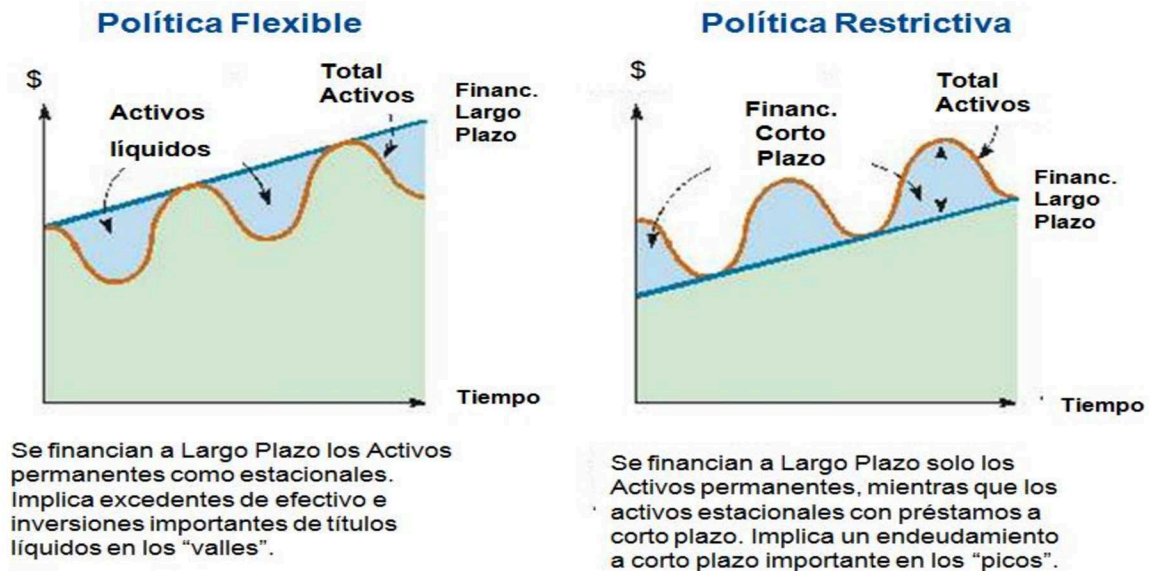 Política Flexible
$
Activos
líquidos
Total
Activos
Financ.
Largo
Plazo
Tiempo
Se financian a Largo Plazo los Activos
permanentes como estacionales.
Implica excedentes de efectivo e
inversiones importantes de títulos
líquidos en los “valles”.
Política Restrictiva
$
Financ.
Corto
Plazo
Total
Activos
Financ.
Largo
Plazo
Tiempo
Se financian a Largo Plazo solo los
Activos permanentes, mientras que los
activos estacionales con préstamos a
corto plazo. Implica un endeudamiento
a corto plazo importante en los “picos”.